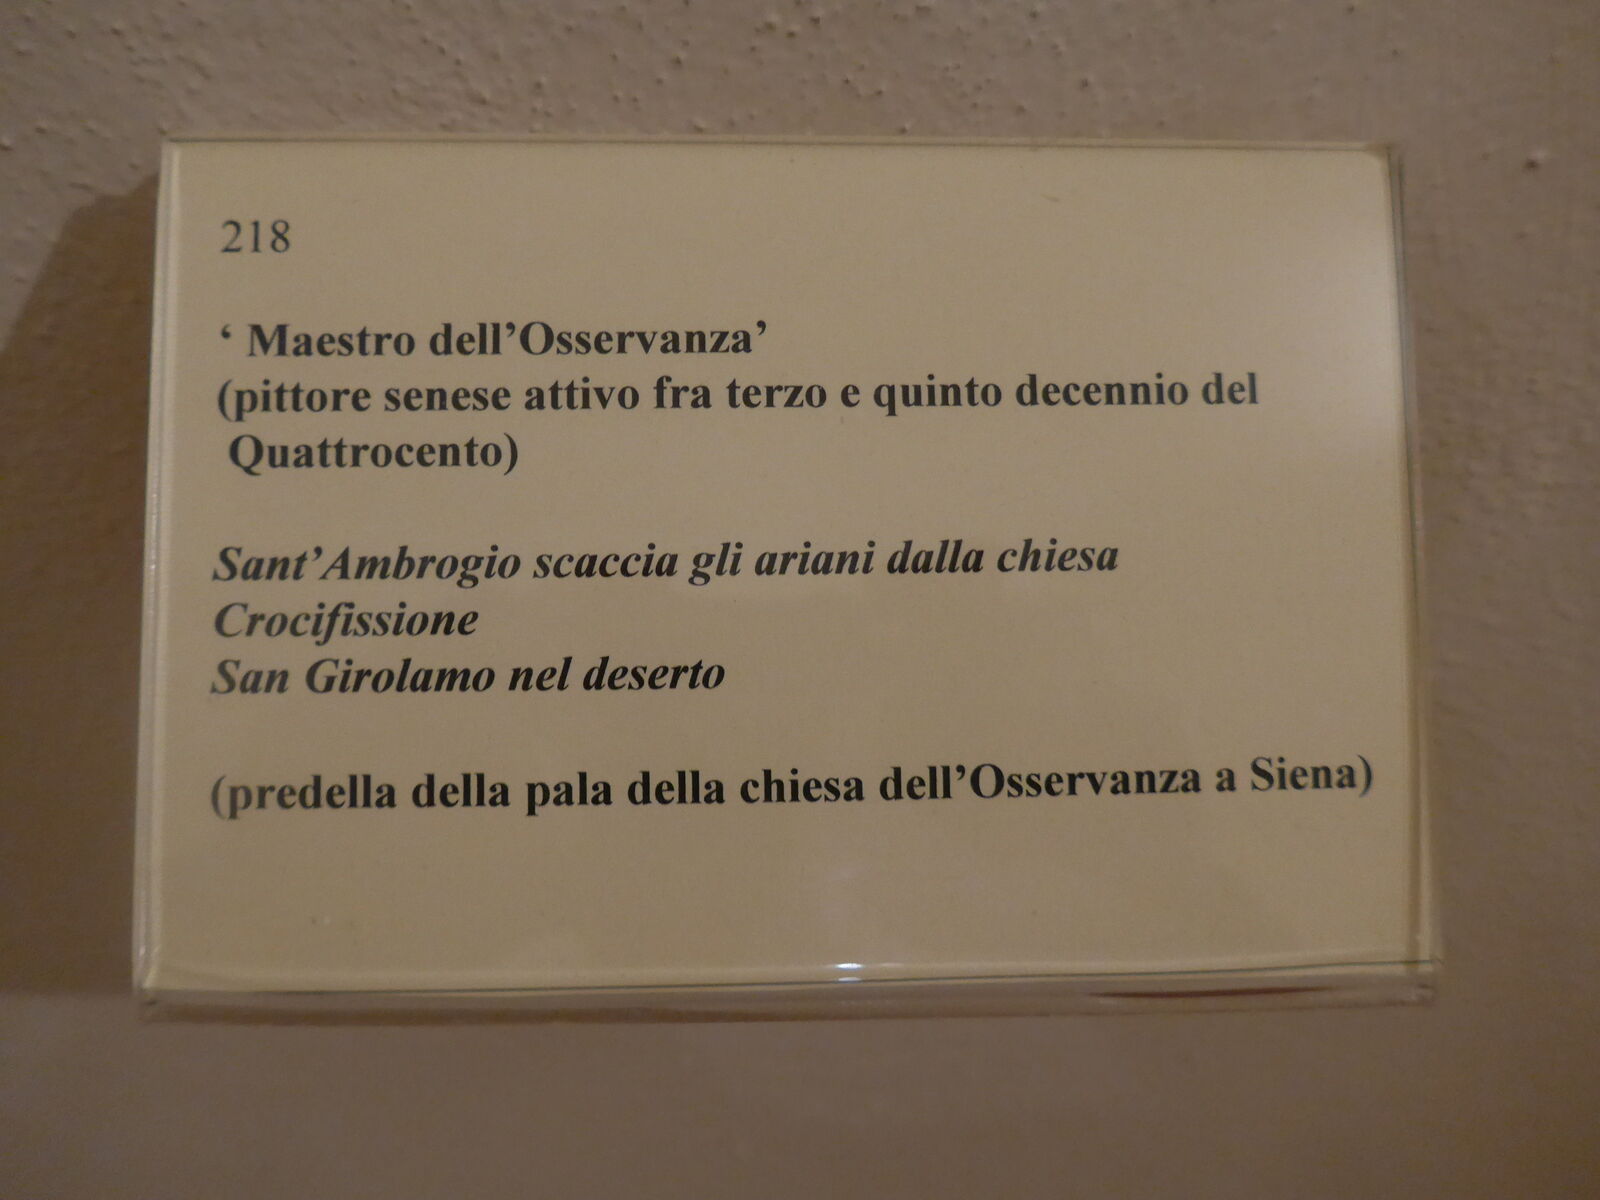 218
‘ Maestro dell’Osservanza’
(pittore senese attivo fra terzo e quinto decennio del
Quattrocento)
Sant’Ambrogio scaccia gli ariani dalla chiesa
Crocifissione
San Girolamo nel deserto
(predella della pala della chiesa dell’Osservanza a Siena)